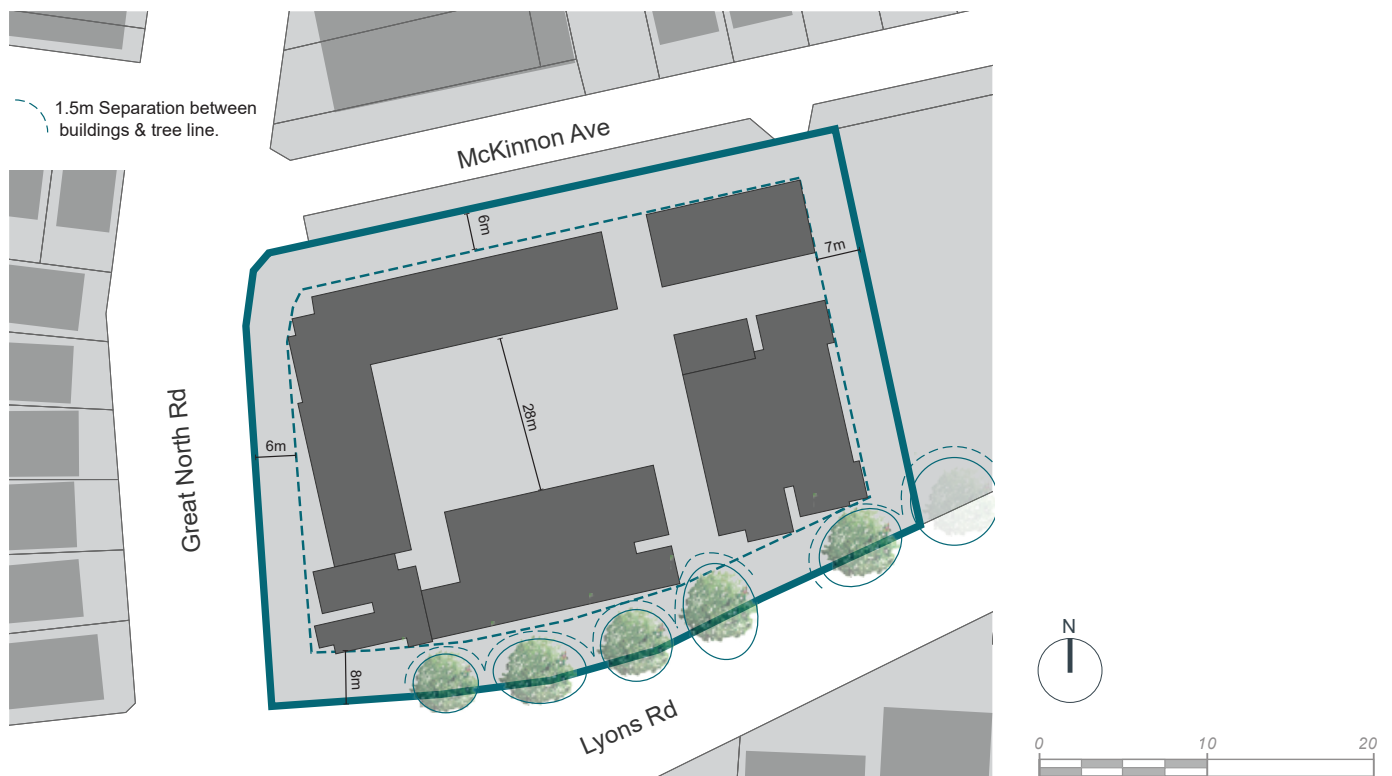 1.5m Separation between
buildings & tree line.
McKinnon Ave
6m
7m
28m
Great North Rd
6m
8m
Lyons Rd
N
0 10 20